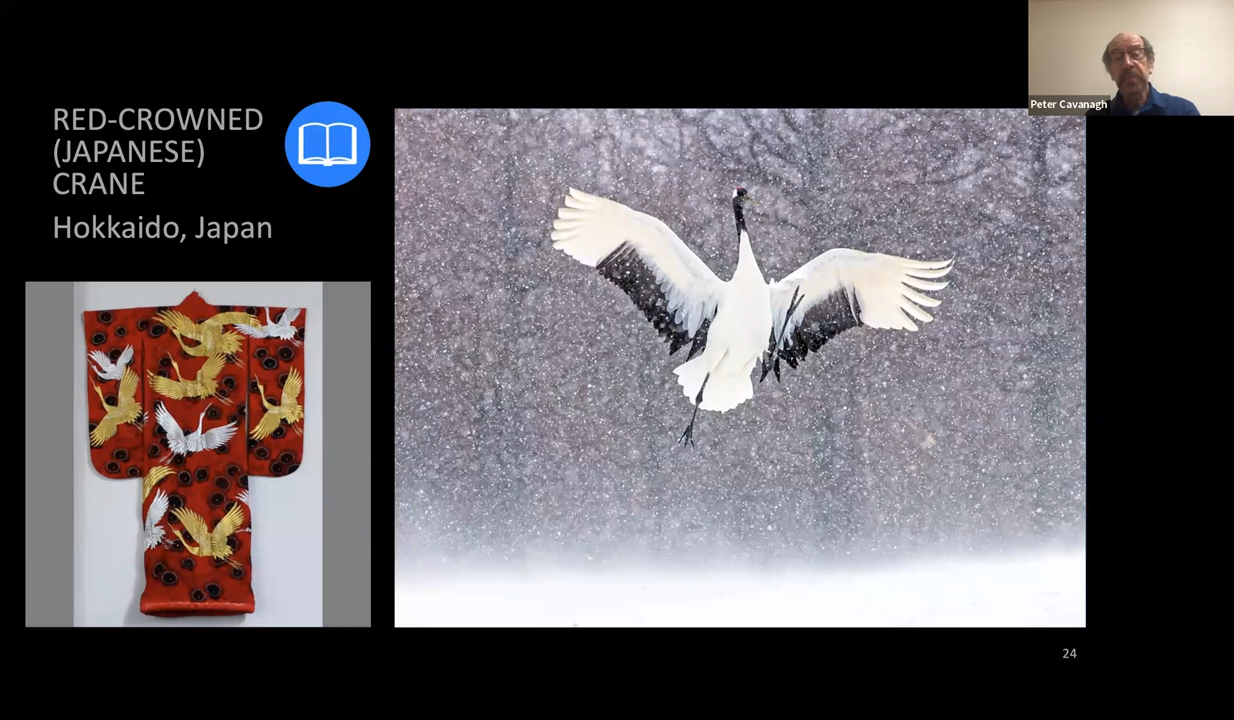 RED-CROWNED
(JAPANESE)
CRANE
Hokkaido, Japan
Peter Cavanagh
24